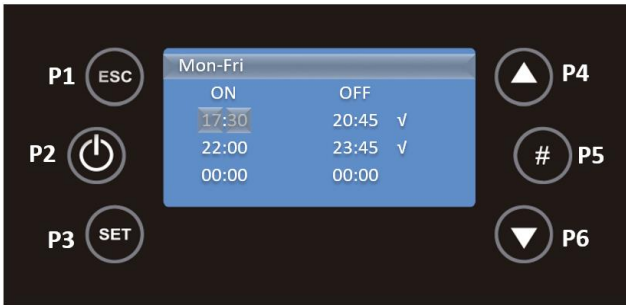 P1 ESC
P2
P3 SET
Mon-Fri
ON OFF
17:30 20:45 √
22:00 23:45 √
00:00 00:00
P4
# P5
P6